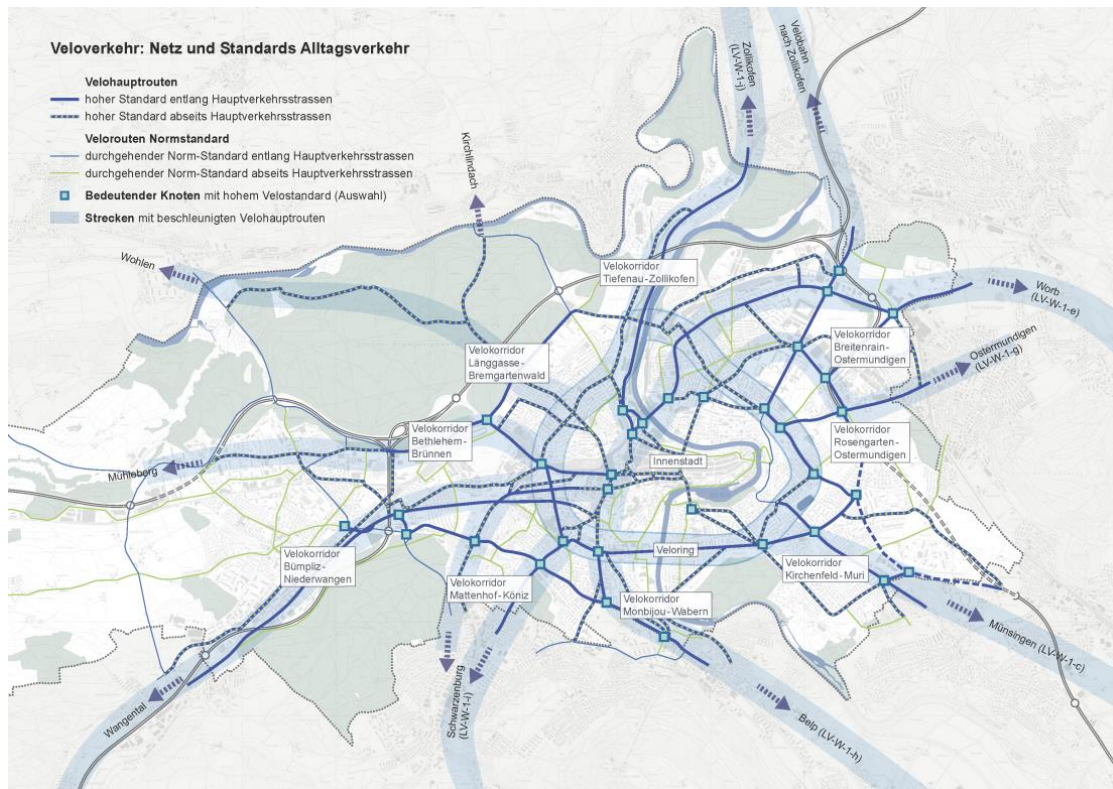 Veloverkehr: Netz und Standards Alltagsverkehr
Velohauptrouten
hoher Standard entlang Hauptverkehrsstrassen
hoher Standard abseits Hauptverkehrsstrassen
Velorouten Normstandard
durchgehender Norm-Standard entlang Hauptverkehrsstrassen
durchgehender Norm-Standard abseits Hauptverkehrsstrassen
Bedeutender Knoten mit hohem Velostandard (Auswahl)
Strecken mit beschleunigten Velohauptrouten
Zollikofen
(LV-W-1-j)
Velobahn
nach Zollikofen
Kirchlindach
Wohlen
Velokorridor
Tiefenau-Zollikofen
Worb
(LV-W-1-e)
Velokorridor
Breitenrain-
Ostermundigen
Ostermundigen
(LV-W-1-g)
Velokorridor
Länggasse-
Bremgartenwald
Velokorridor
Bethlehem-
Brünnen
Velokorridor
Rosengarten-
Ostermundigen
Innenstadt
Mühleberg
Veloring
Velokorridor
Bümpliz-
Niederwangen
Velokorridor
Mattenhof-Köniz
Velokorridor
Monbijou-Wabern
Velokorridor
Kirchenfeld-Muri
Münsingen (LV-W-1-c)
Wangental
Schwarzenburg
(LV-W-1-i)
Belp (LV-W-1-h)